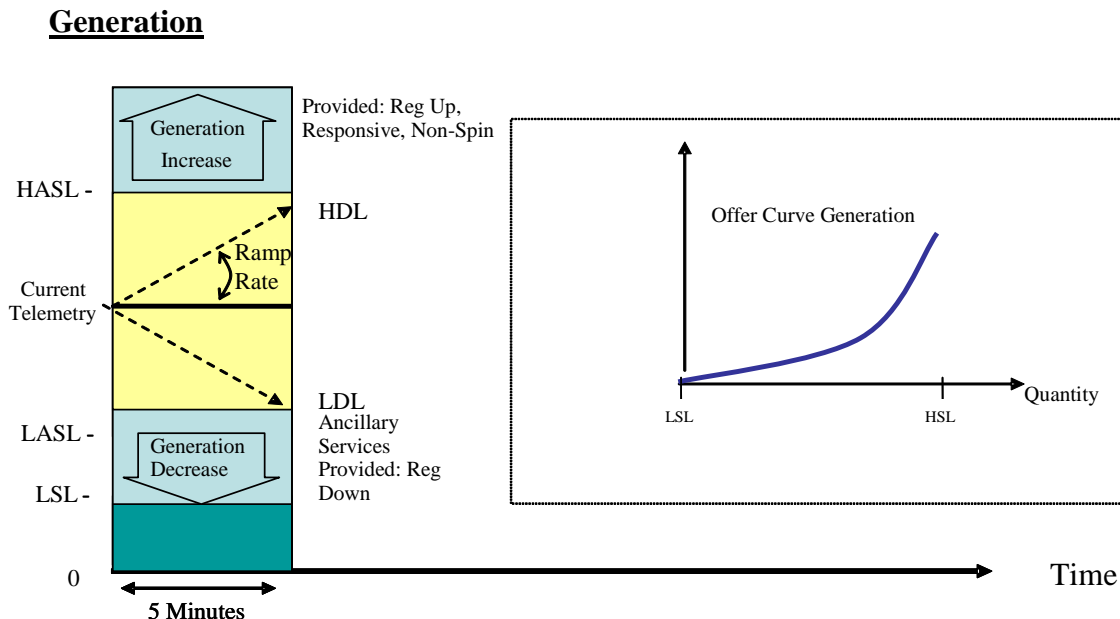 Generation
Provided: Reg Up,
Responsive, Non-Spin
Generation
Increase
HASL -
HDL
Ramp
Rate
Current
Telemetry
LDL
Ancillary
Services
Provided: Reg
Down
LASL -
Generation
Decrease
LSL -
0
5 Minutes
Time
Offer Curve Generation
Quantity
LSL
HSL